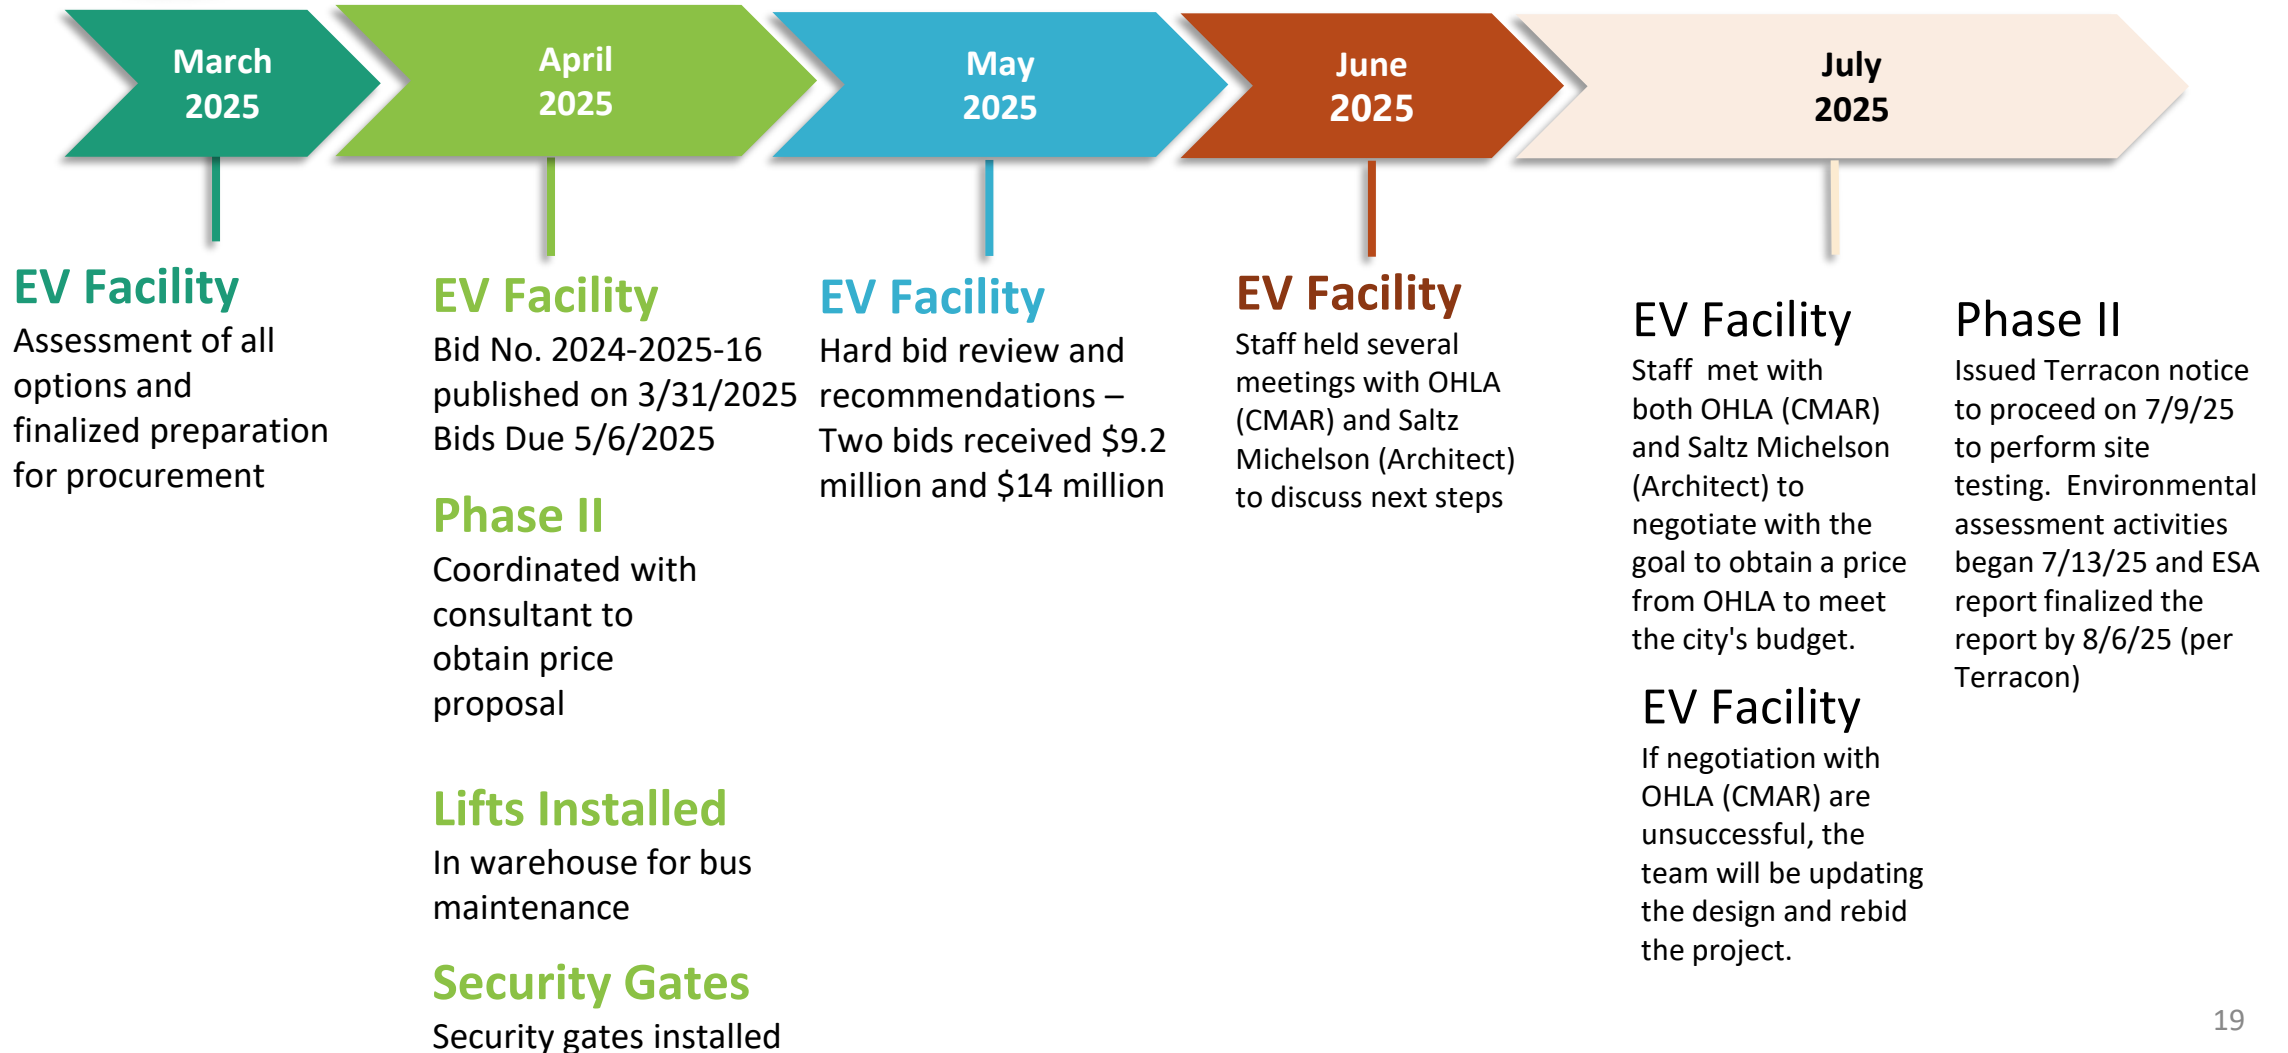 March
2025
April
2025
May
2025
June
2025
July
2025
EV Facility
Assessment of all
options and
finalized preparation
for procurement
EV Facility
Bid No. 2024-2025-16
published on 3/31/2025
Bids Due 5/6/2025
Phase II
Coordinated with
consultant to
obtain price
proposal
Lifts Installed
In warehouse for bus
maintenance
Security Gates
Security gates installed
EV Facility
Hard bid review and
recommendations –
Two bids received $9.2
million and $14 million
EV Facility
Staff held several
meetings with OHLA
(CMAR) and Saltz
Michelson (Architect)
to discuss next steps
EV Facility
Staff  met with
both OHLA (CMAR)
and Saltz Michelson
(Architect) to
negotiate with the
goal to obtain a price
from OHLA to meet
the city's budget.
EV Facility
If negotiation with
OHLA (CMAR) are
unsuccessful, the
team will be updating
the design and rebid
the project.
Phase II
Issued Terracon notice
to proceed on 7/9/25
to perform site
testing.  Environmental
assessment activities
began 7/13/25 and ESA
report finalized the
report by 8/6/25 (per
Terracon)
19